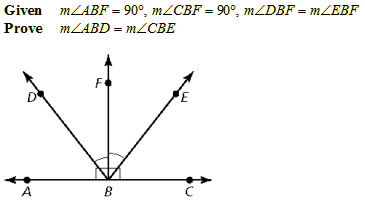 Given m∠ABF = 90°, m∠CBF = 90°, m∠DBF = m∠EBF
Prove m∠ABD = m∠CBE
F
D
E
A
B
C